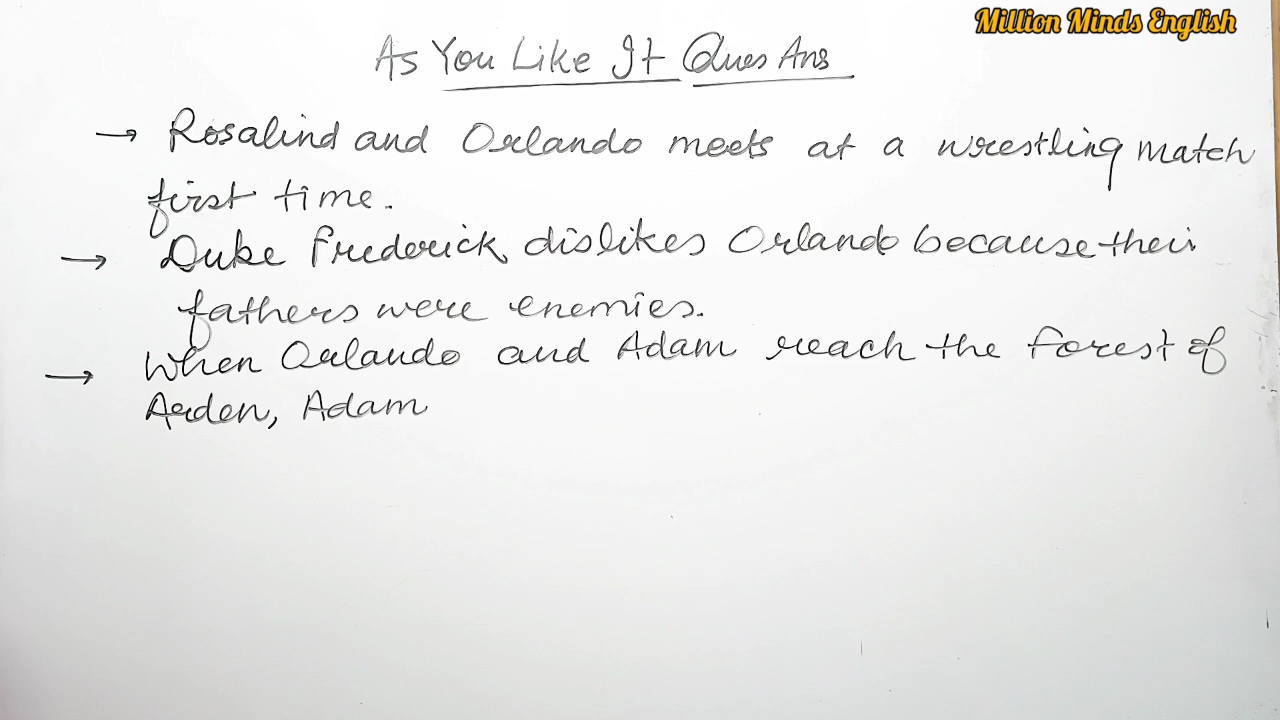 Million Minds English
As You Like It Ques Ans
→ Rosalind and Orlando meets at a wrestling match
first time.
→ Duke Frederick dislikes Orlando because their
fathers were enemies.
→ When Orlando and Adam reach the forest of
Arden, Adam